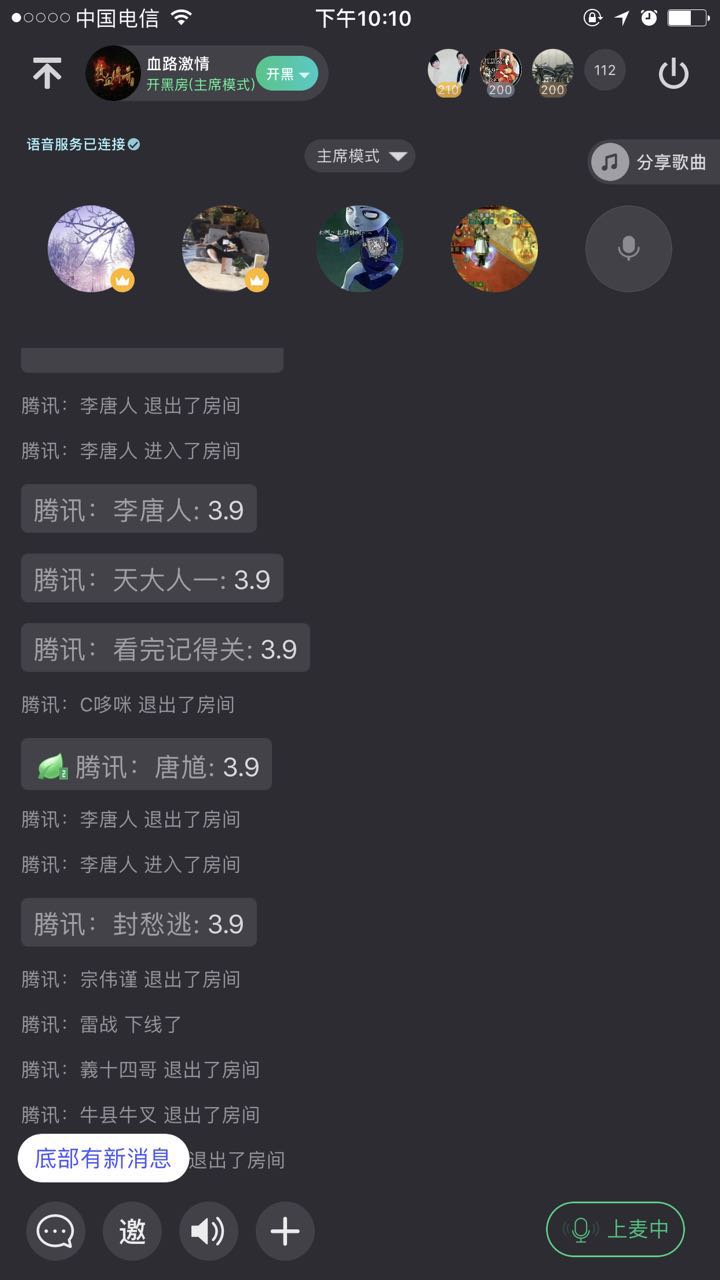 中国电信 下午10:10
血路激情
开黑房(主席模式)
开黑
210 200 200 112
语音服务已连接
主席模式
分享歌曲
腾讯：李唐人 退出了房间
腾讯：李唐人 进入了房间
腾讯：李唐人: 3.9
腾讯：天大人一: 3.9
腾讯：看完记得关: 3.9
腾讯：C哆咪 退出了房间
腾讯：唐馗: 3.9
腾讯：李唐人 退出了房间
腾讯：李唐人 进入了房间
腾讯：封愁逃: 3.9
腾讯：宗伟谨 退出了房间
腾讯：雷战 下线了
腾讯：義十四哥 退出了房间
腾讯：牛县牛叉 退出了房间
底部有新消息 退出了房间
邀
上麦中